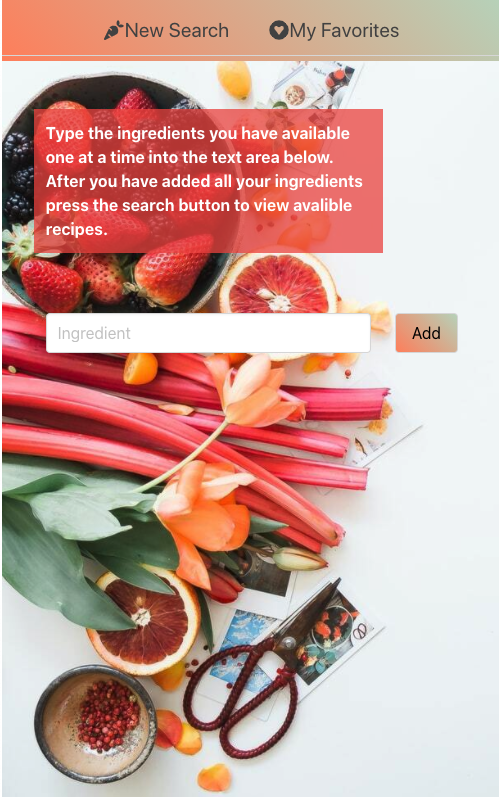 New Search My Favorites
Type the ingredients you have available
one at a time into the text area below.
After you have added all your ingredients
press the search button to view avalible
recipes.
Ingredient Add